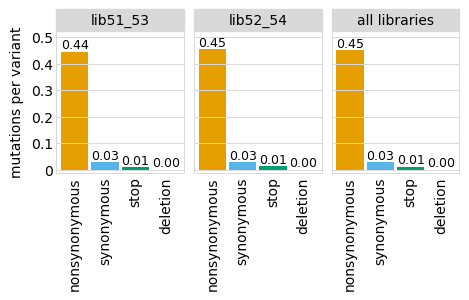 lib51_53
lib52_54
all libraries
mutations per variant
0.5
0.4
0.3
0.2
0.1
0
0.44
0.03
0.01
0.00
0.45
0.03
0.01
0.00
0.45
0.03
0.01
0.00
nonsynonymous
synonymous
stop
deletion
nonsynonymous
synonymous
stop
deletion
nonsynonymous
synonymous
stop
deletion